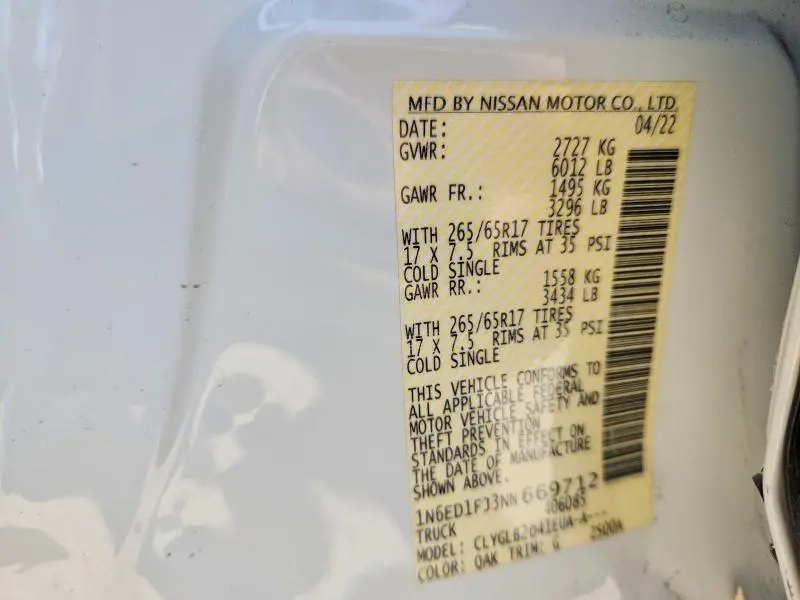 MFD BY NISSAN MOTOR CO., LTD.
DATE: 04/22
GVWR: 2727 KG
6012 LB
GAWR FR.: 1495 KG
3296 LB
WITH 265/65R17 TIRES
17 X 7.5 RIMS AT 35 PSI
COLD SINGLE
GAWR RR.: 1558 KG
3434 LB
WITH 265/65R17 TIRES
17 X 7.5 RIMS AT 35 PSI
COLD SINGLE
THIS VEHICLE CONFORMS TO
ALL APPLICABLE FEDERAL
MOTOR VEHICLE SAFETY AND
THEFT PREVENTION
STANDARDS IN EFFECT ON
THE DATE OF MANUFACTURE
SHOWN ABOVE.
1N6ED1FJ3NN669712
TRUCK 406085
MODEL: CLYGLB2D41EUA-A---
COLOR: QAK TRIM: G 2S00A